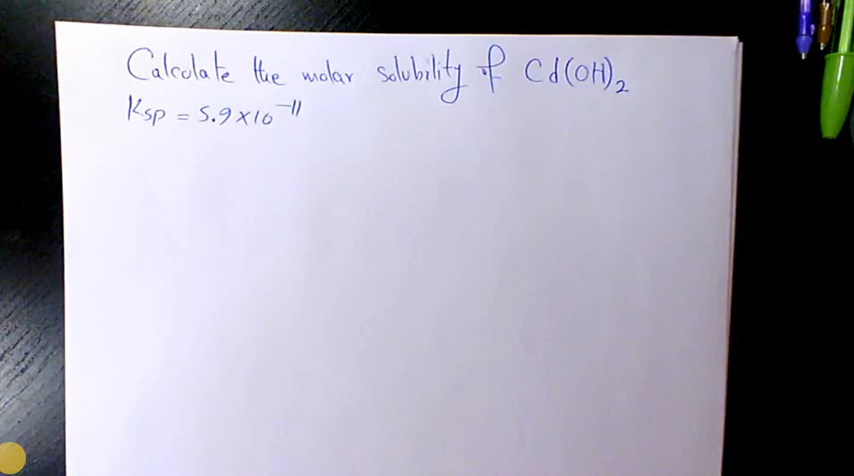 Calculate the molar solubility of Cd(OH)₂
Ksp = 5.9×10⁻¹¹